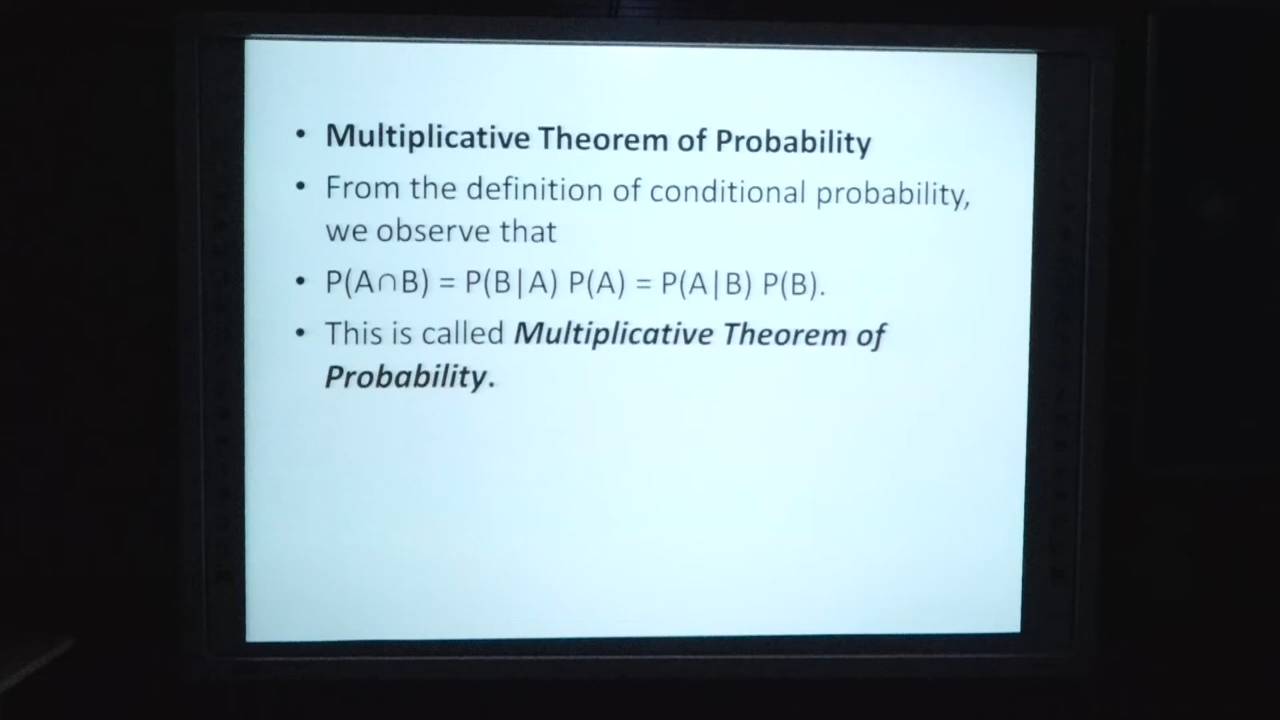 • Multiplicative Theorem of Probability
• From the definition of conditional probability,
we observe that
• P(A∩B) = P(B|A) P(A) = P(A|B) P(B).
• This is called Multiplicative Theorem of
Probability.